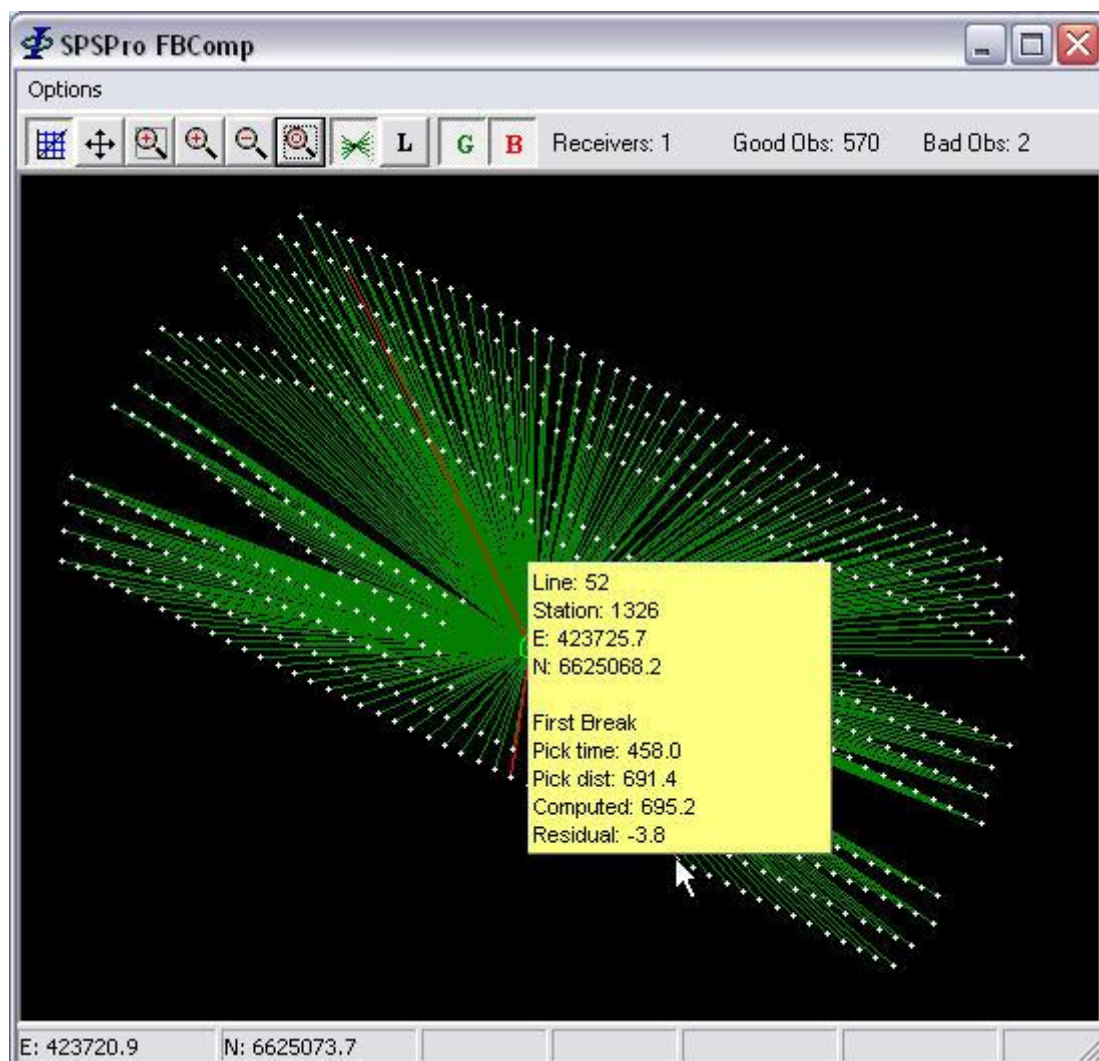 SPSPro FBComp
Options
L G B Receivers: 1 Good Obs: 570 Bad Obs: 2
Line: 52
Station: 1326
E: 423725.7
N: 6625068.2
First Break
Pick time: 458.0
Pick dist: 691.4
Computed: 695.2
Residual: -3.8
E: 423720.9 N: 6625073.7